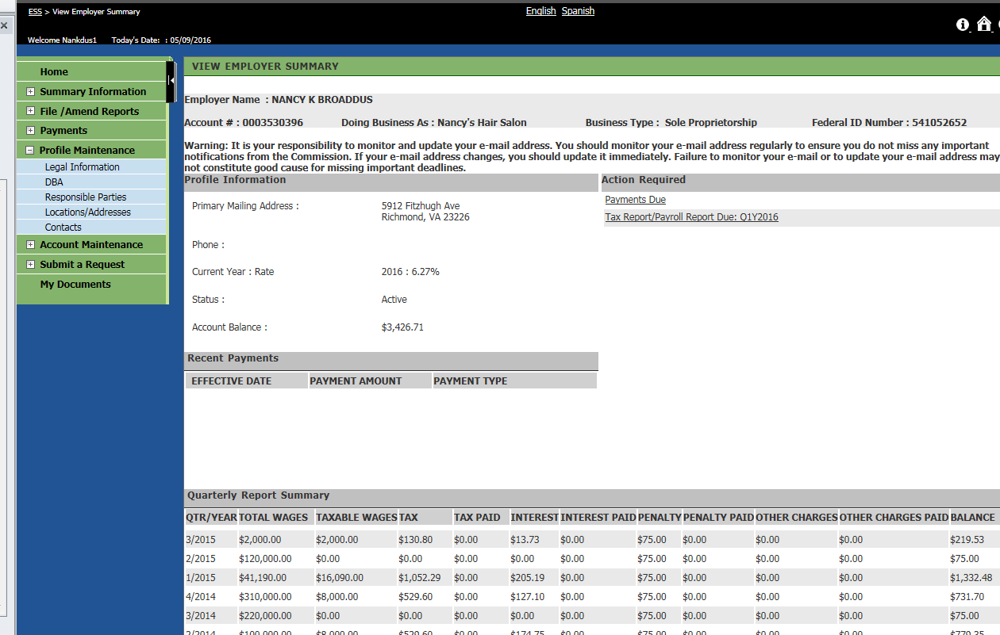 ESS > View Employer Summary
English Spanish
Welcome Nankdus1 Today's Date: : 05/09/2016
Home
Summary Information
File /Amend Reports
Payments
Profile Maintenance
Legal Information
DBA
Responsible Parties
Locations/Addresses
Contacts
Account Maintenance
Submit a Request
My Documents
VIEW EMPLOYER SUMMARY
Employer Name : NANCY K BROADDUS
Account # : 0003530396 Doing Business As : Nancy's Hair Salon Business Type : Sole Proprietorship Federal ID Number : 541052652
Warning: It is your responsibility to monitor and update your e-mail address. You should monitor your e-mail address regularly to ensure you do not miss any important
notifications from the Commission. If your e-mail address changes, you should update it immediately. Failure to monitor your e-mail or to update your e-mail address may
not constitute good cause for missing important deadlines.
Profile Information
Primary Mailing Address : 5912 Fitzhugh Ave
Richmond, VA 23226
Phone :
Current Year : Rate 2016 : 6.27%
Status : Active
Account Balance : $3,426.71
Action Required
Payments Due
Tax Report/Payroll Report Due: Q1Y2016
Recent Payments
EFFECTIVE DATE PAYMENT AMOUNT PAYMENT TYPE
Quarterly Report Summary
QTR/YEAR TOTAL WAGES TAXABLE WAGES TAX TAX PAID INTEREST INTEREST PAID PENALTY PENALTY PAID OTHER CHARGES OTHER CHARGES PAID BALANCE
3/2015 $2,000.00 $2,000.00 $130.80 $0.00 $13.73 $0.00 $75.00 $0.00 $0.00 $0.00 $219.53
2/2015 $120,000.00 $0.00 $0.00 $0.00 $0.00 $0.00 $75.00 $0.00 $0.00 $0.00 $75.00
1/2015 $41,190.00 $16,090.00 $1,052.29 $0.00 $205.19 $0.00 $75.00 $0.00 $0.00 $0.00 $1,332.48
4/2014 $310,000.00 $8,000.00 $529.60 $0.00 $127.10 $0.00 $75.00 $0.00 $0.00 $0.00 $731.70
3/2014 $220,000.00 $0.00 $0.00 $0.00 $0.00 $0.00 $75.00 $0.00 $0.00 $0.00 $75.00
2/2014 $100,000.00 $8,000.00 $529.60 $0.00 $174.75 $0.00 $75.00 $0.00 $0.00 $0.00 $779.35